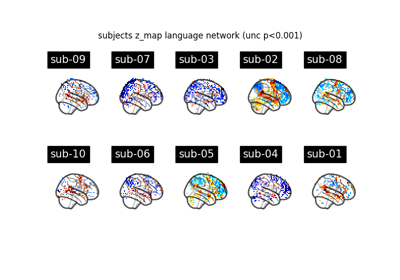 subjects z_map language network (unc p<0.001)
sub-09 sub-07 sub-03 sub-02 sub-08
sub-10 sub-06 sub-05 sub-04 sub-01